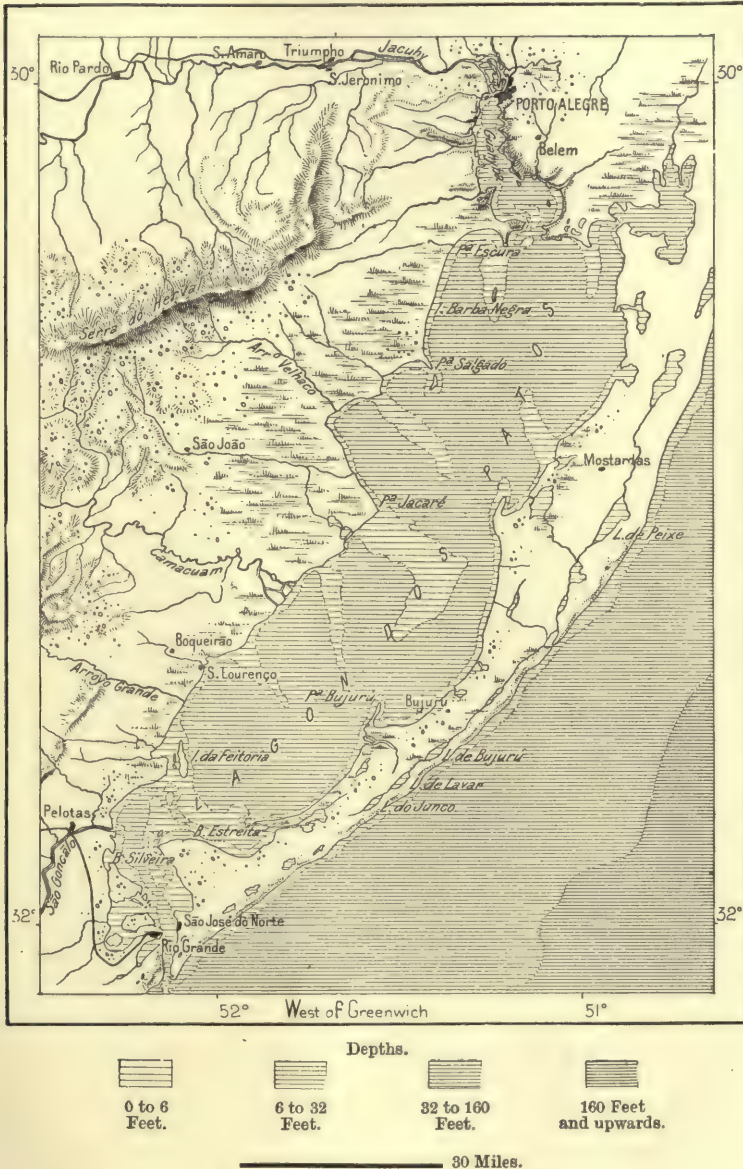 S. Amaro Triumpho Jacuhy
30° 30°
Rio Pardo
S. Jeronimo
PORTO ALEGRE
Belem
Pa Escura
Serra do Herval
I. Barba Negra
Arro Velhaco
Pa Salgado
São João
Mostardas
Pa Jacaré
L. de Peixe
Camacuam
Boqueirão
S. Lourenço
Arroyo Grande
Pa Bujurú
Bujurú
LAGOA DOS PATOS
I. da Feitoria
L. de Bujurú
L. de Lavar
L. do Junco
Pelotas
B. Estreita
B. Silveira
São Gonçalo
32° 32°
São José do Norte
Rio Grande
52° West of Greenwich 51°
Depths.
0 to 6 Feet.
6 to 32 Feet.
32 to 160 Feet.
160 Feet and upwards.
30 Miles.